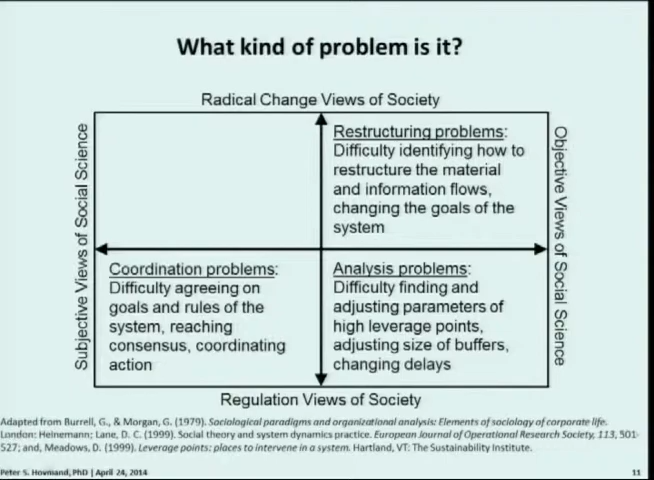 What kind of problem is it?
Radical Change Views of Society
Subjective Views of Social Science
Objective Views of Social Science
Restructuring problems:
Difficulty identifying how to
restructure the material
and information flows,
changing the goals of the
system
Coordination problems:
Difficulty agreeing on
goals and rules of the
system, reaching
consensus, coordinating
action
Analysis problems:
Difficulty finding and
adjusting parameters of
high leverage points,
adjusting size of buffers,
changing delays
Regulation Views of Society
Adapted from Burrell, G., & Morgan, G. (1979). Sociological paradigms and organizational analysis: Elements of sociology of corporate life.
London: Heinemann; Lane, D. C. (1999). Social theory and system dynamics practice. European Journal of Operational Research Society, 113, 501-
527; and, Meadows, D. (1999). Leverage points: places to intervene in a system. Hartland, VT: The Sustainability Institute.
Peter S. Hovmand, PhD | April 24, 2014
11